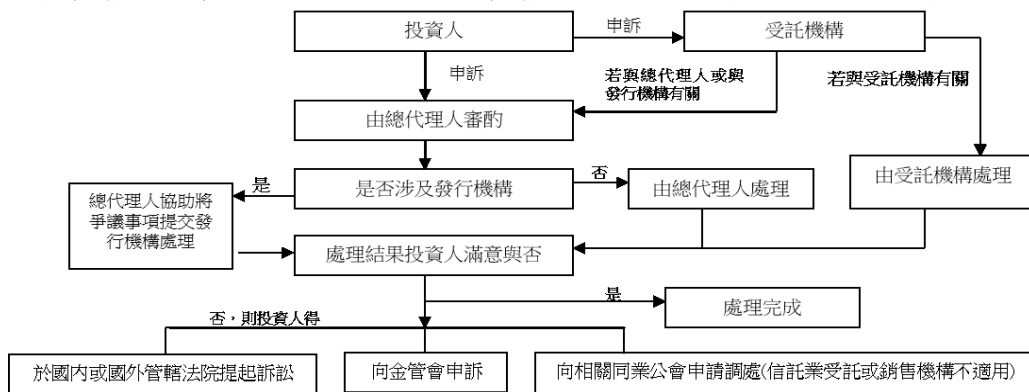 投資人
申訴
受託機構
申訴
若與總代理人或與
發行機構有關
若與受託機構有關
由總代理人審酌
是
是否涉及發行機構
否
由總代理人處理
由受託機構處理
總代理人協助將
爭議事項提交發
行機構處理
處理結果投資人滿意與否
是
處理完成
否，則投資人得
於國內或國外管轄法院提起訴訟
向金管會申訴
向相關同業公會申請調處(信託業受託或銷售機構不適用)